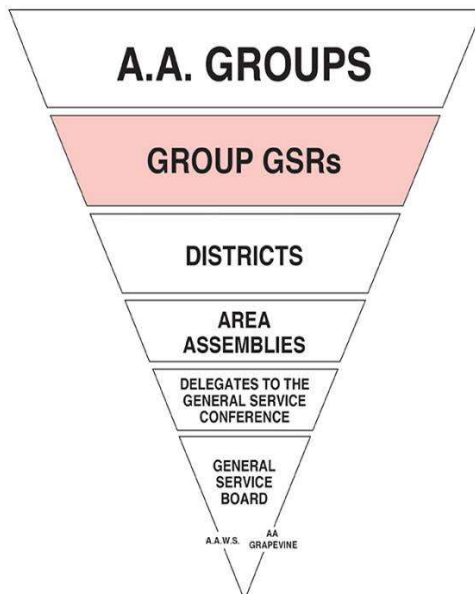 A.A. GROUPS
GROUP GSRs
DISTRICTS
AREA
ASSEMBLIES
DELEGATES TO THE
GENERAL SERVICE
CONFERENCE
GENERAL
SERVICE
BOARD
A.A.W.S.
AA
GRAPEVINE